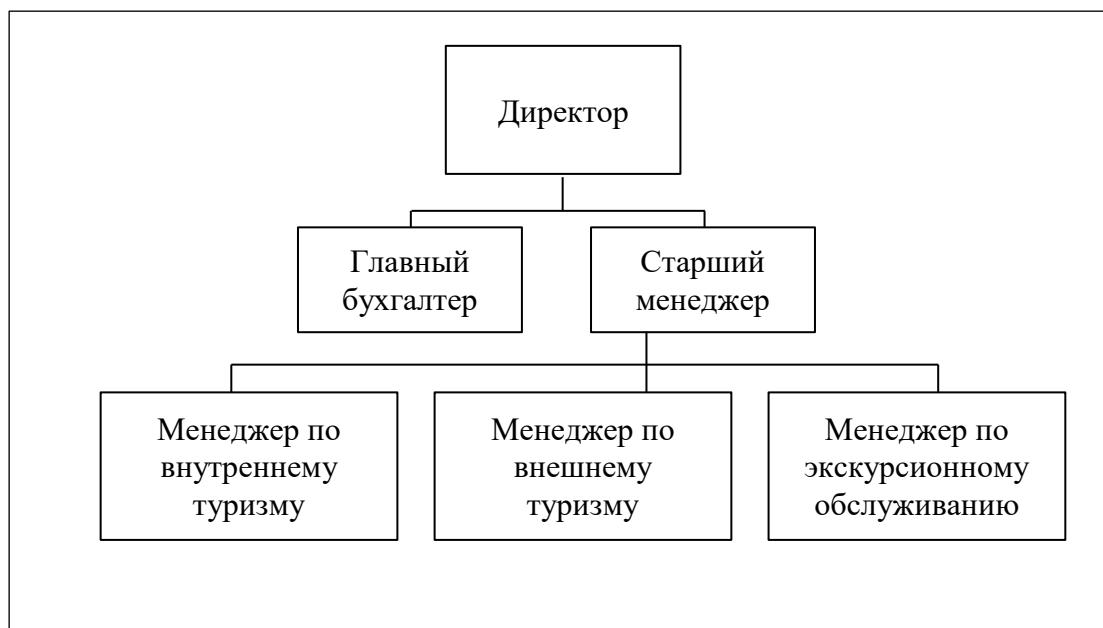 Директор
Главный
бухгалтер
Старший
менеджер
Менеджер по
внутреннему
туризму
Менеджер по
внешнему
туризму
Менеджер по
экскурсионному
обслуживанию